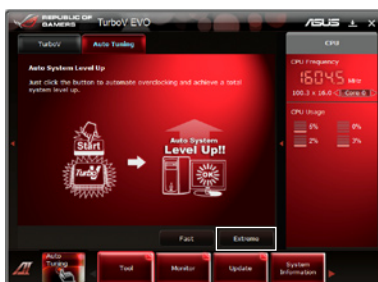 REPUBLIC OF GAMERS
TurboV EVO
ASUS
TurboV
Auto Tuning
CPU
Auto System Level Up
Just click the button to automate overclocking and achieve a total
system level up.
CPU Frequency
1604.5 MHz
100.3 x 16.0
Core 0
CPU Usage
5%
0%
2%
3%
Start
Turbo!
Auto System
Level Up!!
OK
Fast
Extreme
Auto
Tuning
Tool
Monitor
Update
System
Information